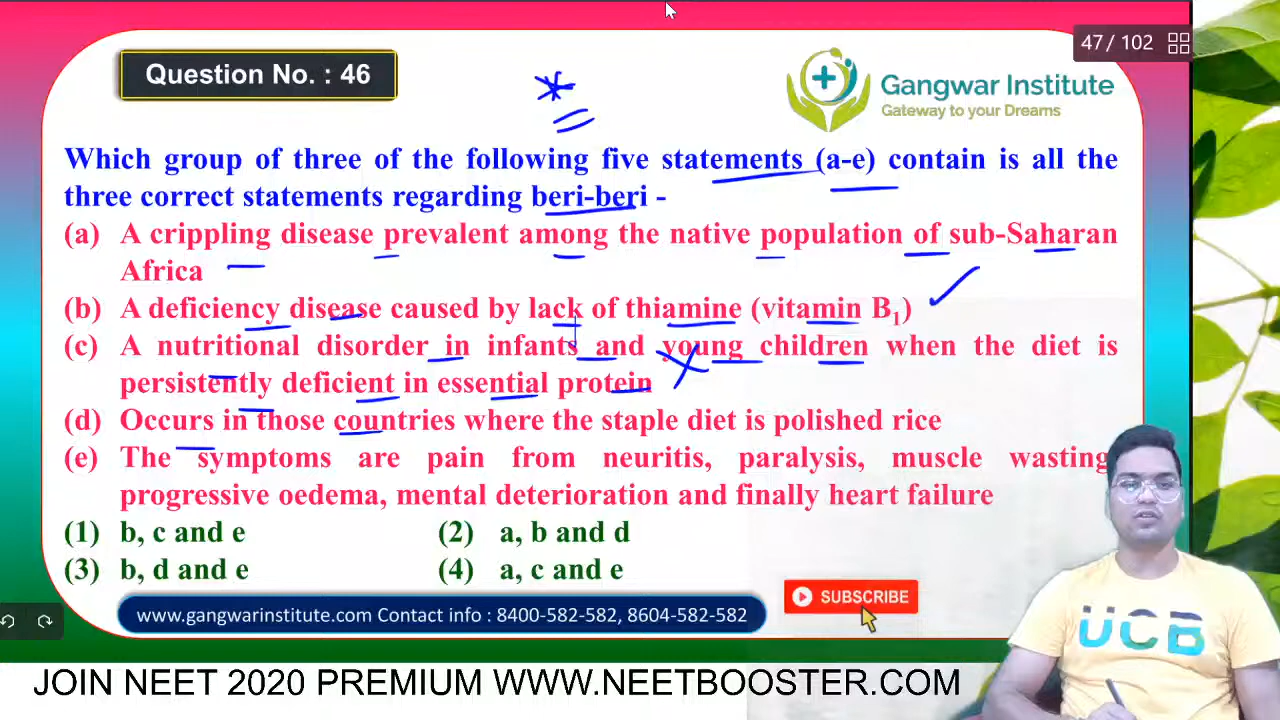 47 / 102
Question No. : 46
Gangwar Institute
Gateway to your Dreams
Which group of three of the following five statements (a-e) contain is all the
three correct statements regarding beri-beri -
(a) A crippling disease prevalent among the native population of sub-Saharan
Africa
(b) A deficiency disease caused by lack of thiamine (vitamin B₁)
(c) A nutritional disorder in infants and young children when the diet is
persistently deficient in essential protein
(d) Occurs in those countries where the staple diet is polished rice
(e) The symptoms are pain from neuritis, paralysis, muscle wasting,
progressive oedema, mental deterioration and finally heart failure
(1) b, c and e (2) a, b and d
(3) b, d and e (4) a, c and e
SUBSCRIBE
www.gangwarinstitute.com Contact info : 8400-582-582, 8604-582-582
UCB
JOIN NEET 2020 PREMIUM WWW.NEETBOOSTER.COM